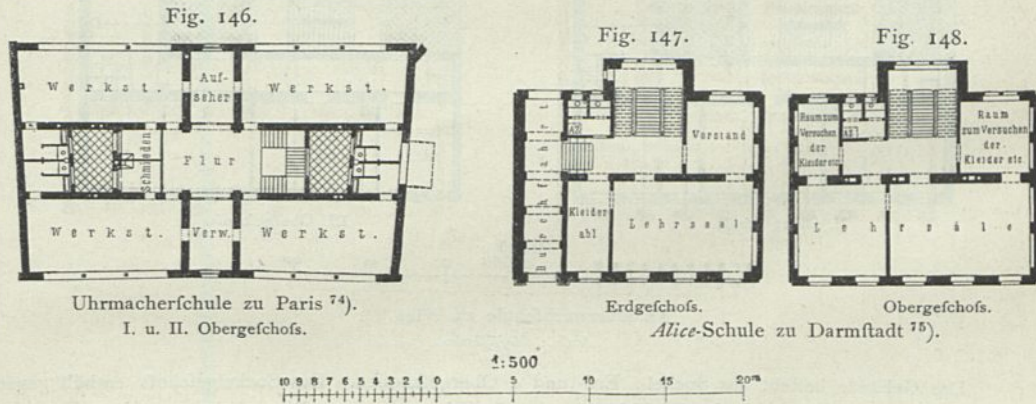 Fig. 146.
Werkst.
Auf-
seher
Werkst.
Schmieden
Flur
Werkst.
Verw.
Werkst.
Uhrmacherſchule zu Paris ⁷⁴).
I. u. II. Obergeſchoſs.
Fig. 147.
AB
Vorstand
Durchfahrt
Kleider
abl
Lehrsaal
Erdgeſchoſs.
Fig. 148.
Raum zum
Versuchen
der
Kleider etc
AB
Raum
zum Versuchen
der
Kleider etc
Lehrsäle
Obergeſchoſs.
Alice-Schule zu Darmſtadt ⁷⁵).
1:500
10 9 8 7 6 5 4 3 2 1 0 5 10 15 20ᵐ